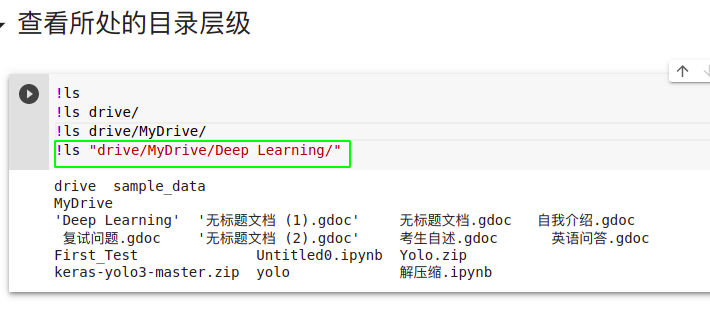 查看所处的目录层级
!ls
!ls drive/
!ls drive/MyDrive/
!ls "drive/MyDrive/Deep Learning/"
drive  sample_data
MyDrive
'Deep Learning'  '无标题文档 (1).gdoc'  无标题文档.gdoc  自我介绍.gdoc
复试问题.gdoc  '无标题文档 (2).gdoc'  考生自述.gdoc  英语问答.gdoc
First_Test  Untitled0.ipynb  Yolo.zip
keras-yolo3-master.zip  yolo  解压缩.ipynb